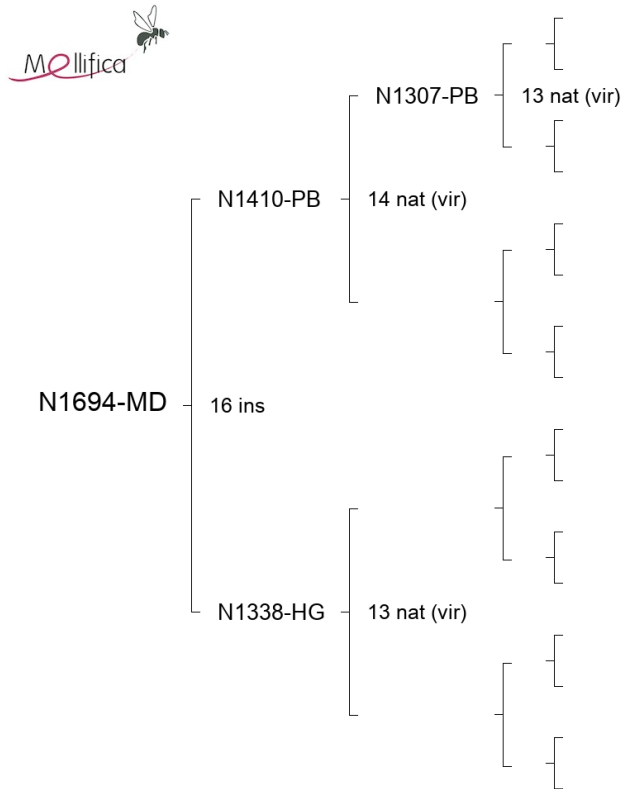 Mellifica
N1307-PB
13 nat (vir)
N1410-PB
14 nat (vir)
N1694-MD
16 ins
N1338-HG
13 nat (vir)